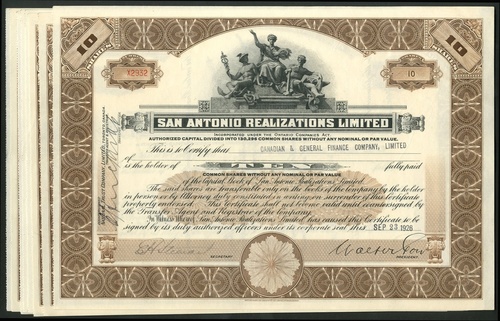 10 SHARES
SHARES 10
X2932
10
SAN ANTONIO REALIZATIONS LIMITED
INCORPORATED UNDER THE ONTARIO COMPANIES ACT.
AUTHORIZED CAPITAL DIVIDED INTO SHARES WITHOUT ANY NOMINAL OR PAR VALUE.
This is to Certify that CANADIAN & GENERAL FINANCE COMPANY, LIMITED
is the holder of TEN fully paid
COMMON SHARES WITHOUT ANY NOMINAL OR PAR VALUE
of the Capital Stock of San Antonio Realizations Limited.
The said shares are transferable only on the books of the company by the holder
in person or by Attorney duly constituted in writing on surrender of this certificate
properly endorsed. This Certificate shall not become valid until countersigned by
the Transfer Agent and Registrar of the Company.
In Witness Whereof, San Antonio Realizations Limited has caused this Certificate to be
signed by its duly authorized officers and under its corporate seal this SEP 23 1926
SECRETARY.
Walter Gow
PRESIDENT.